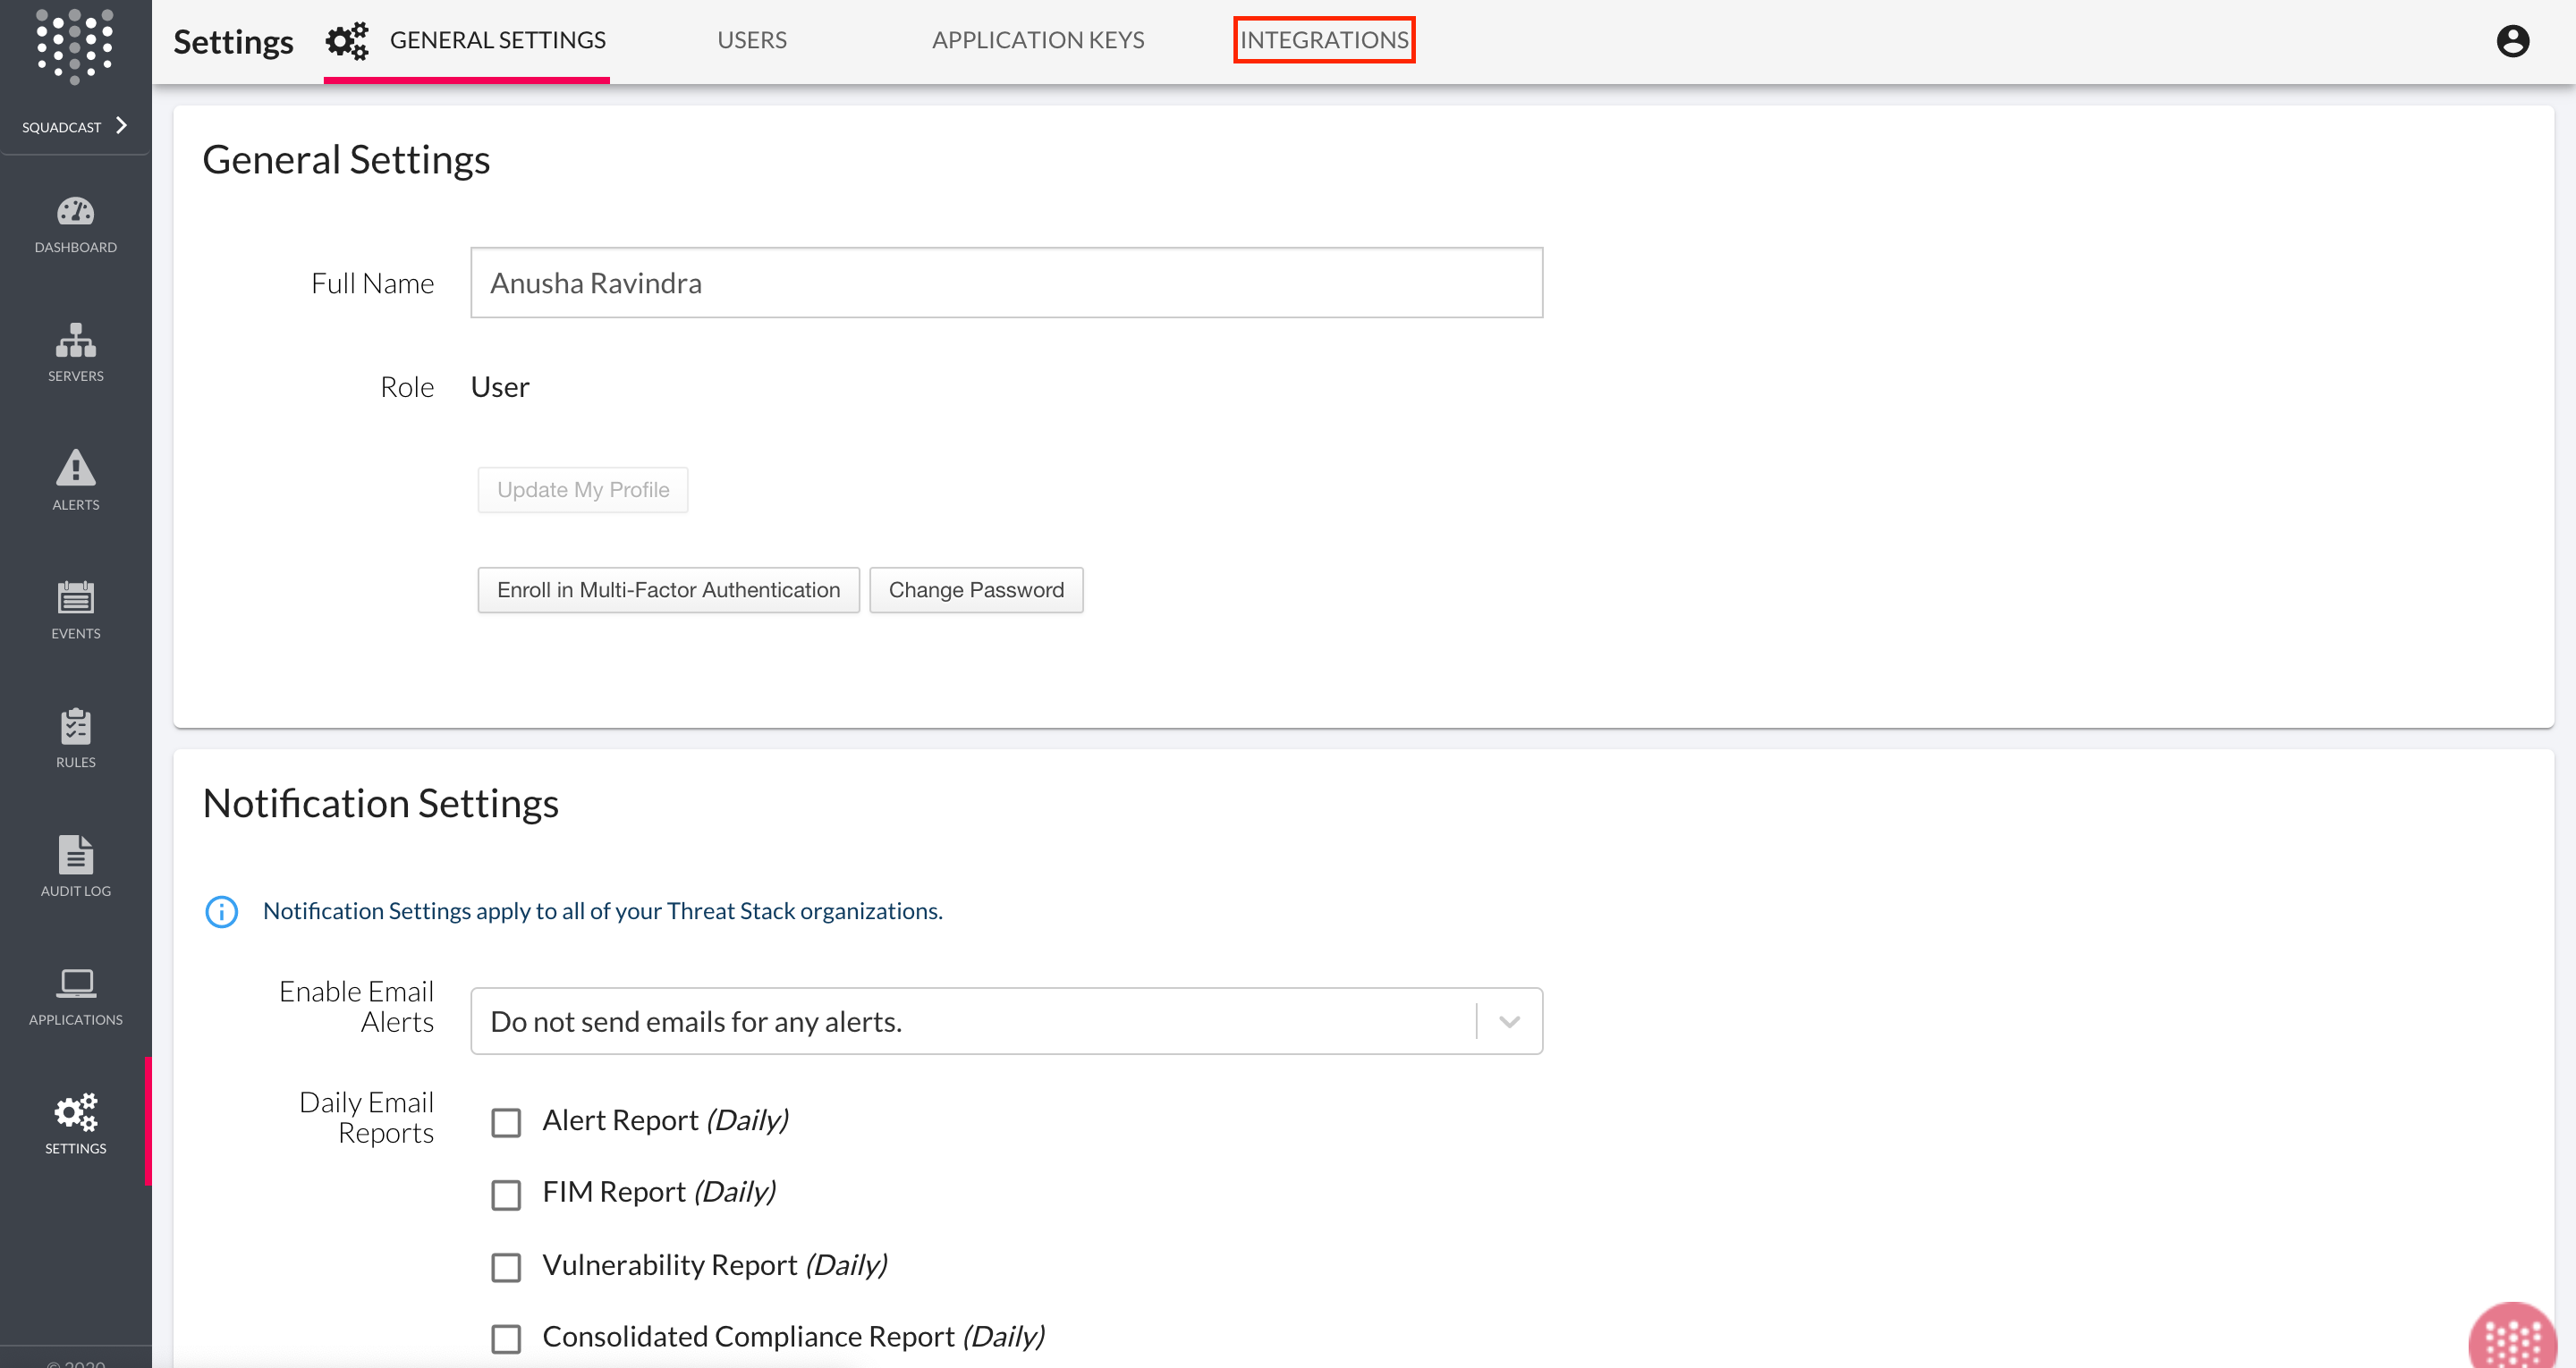 Settings
GENERAL SETTINGS
USERS
APPLICATION KEYS
INTEGRATIONS
SQUADCAST
DASHBOARD
SERVERS
ALERTS
EVENTS
RULES
AUDIT LOG
APPLICATIONS
SETTINGS
© 2020
General Settings
Full Name
Anusha Ravindra
Role
User
Update My Profile
Enroll in Multi-Factor Authentication
Change Password
Notification Settings
Notification Settings apply to all of your Threat Stack organizations.
Enable Email
Alerts
Do not send emails for any alerts.
Daily Email
Reports
Alert Report (Daily)
FIM Report (Daily)
Vulnerability Report (Daily)
Consolidated Compliance Report (Daily)